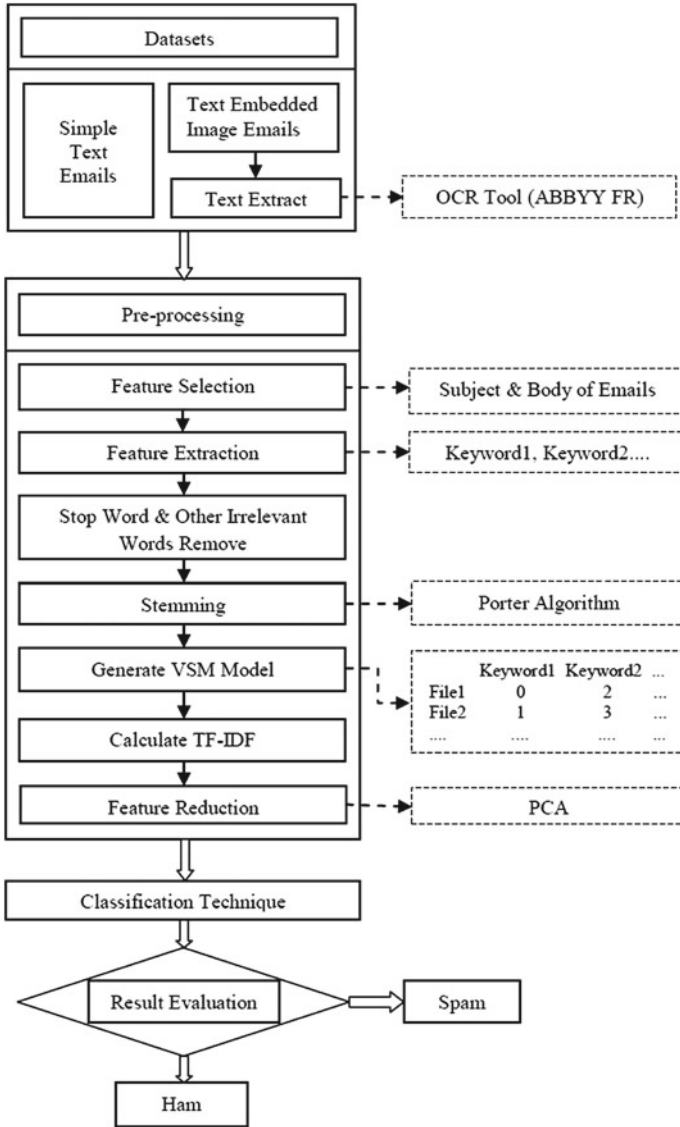 Datasets
Simple
Text
Emails
Text Embedded
Image Emails
Text Extract
OCR Tool (ABBYY FR)
Pre-processing
Feature Selection
Subject & Body of Emails
Feature Extraction
Keyword1, Keyword2....
Stop Word & Other Irrelevant
Words Remove
Stemming
Porter Algorithm
Generate VSM Model
Keyword1 Keyword2 ...
File1 0 2 ...
File2 1 3 ...
.... .... .... ...
Calculate TF-IDF
Feature Reduction
PCA
Classification Technique
Result Evaluation
Spam
Ham